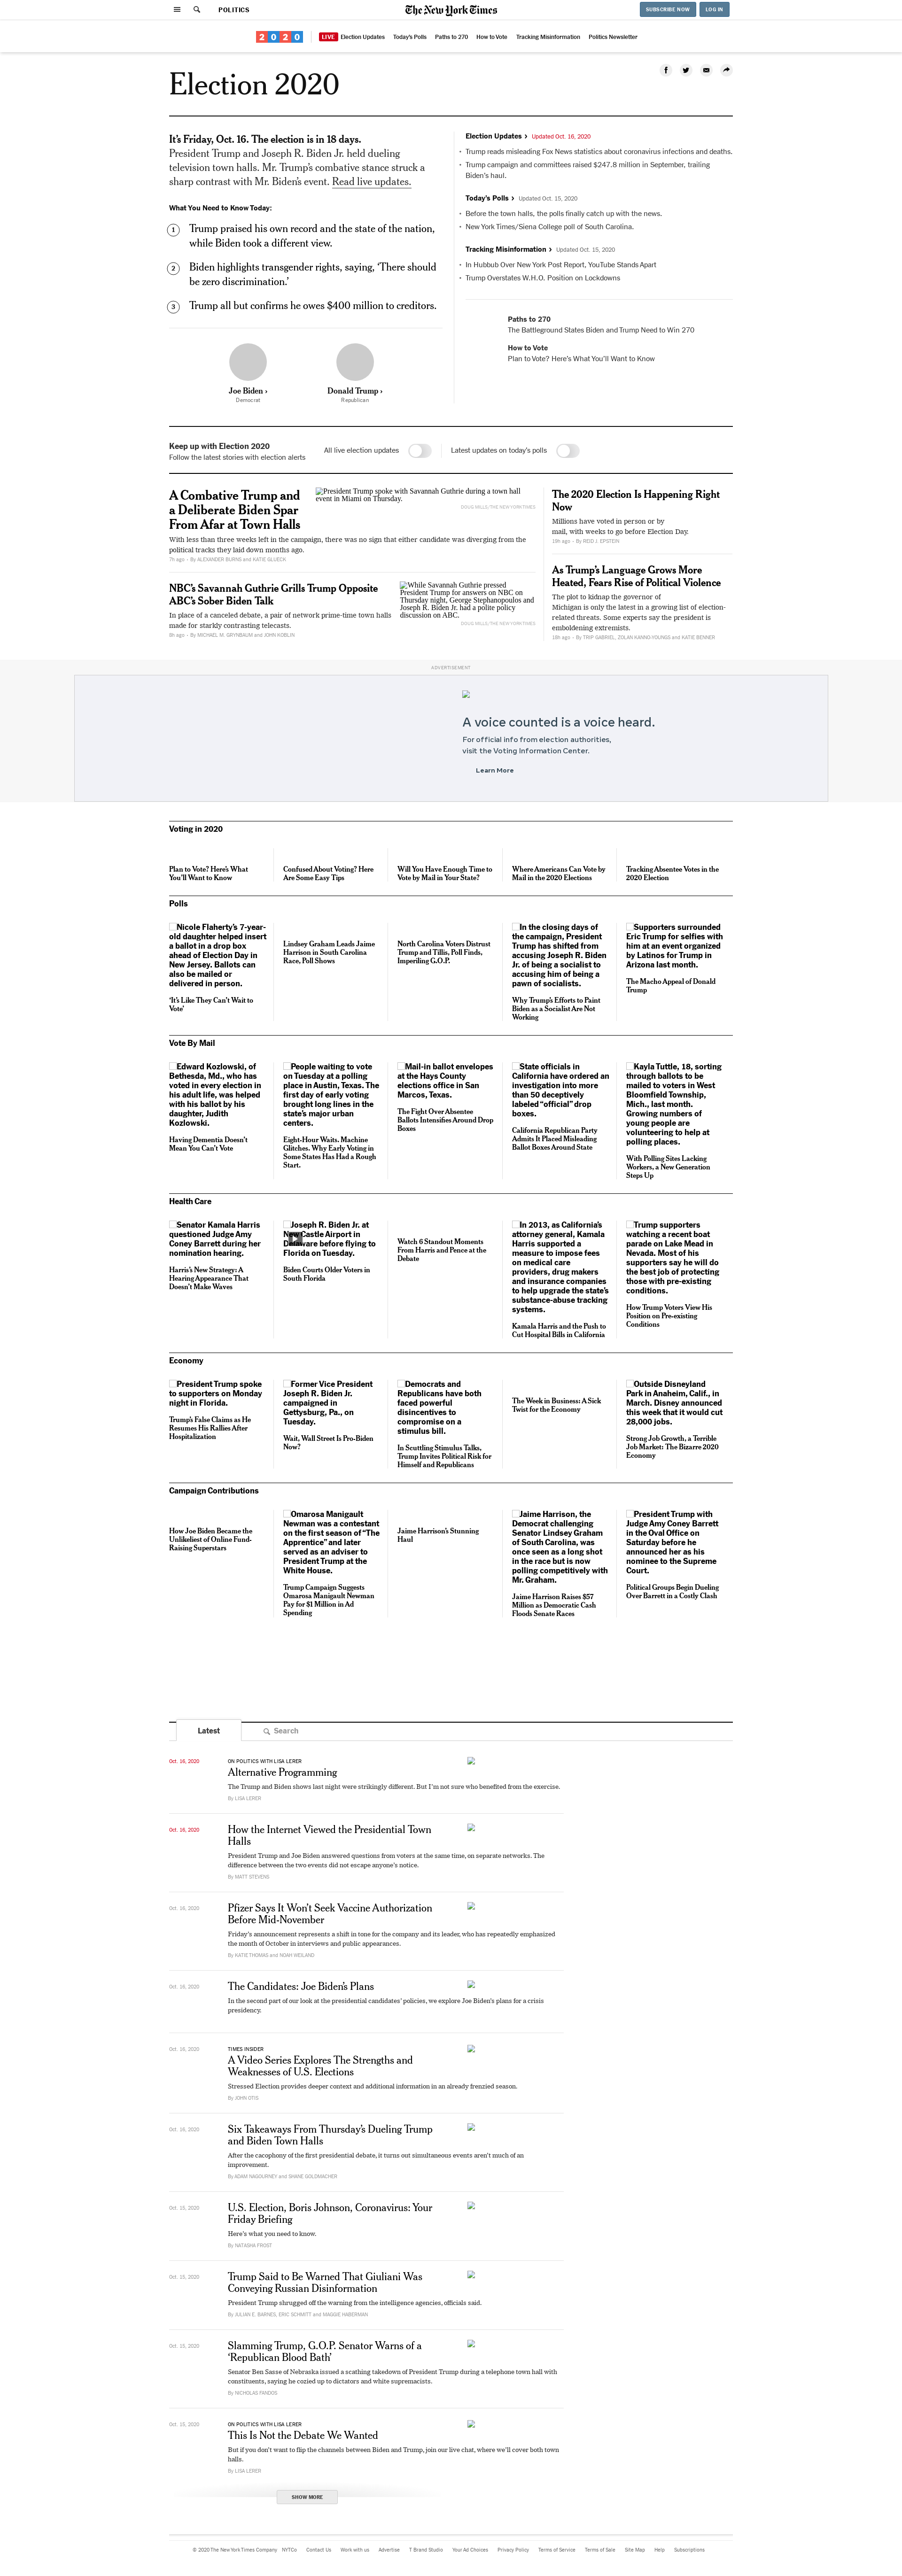 POLITICS
The New York Times
SUBSCRIBE NOW
LOG IN
2020
LIVE Election Updates
Today's Polls
Paths to 270
How to Vote
Tracking Misinformation
Politics Newsletter
Election 2020
It's Friday, Oct. 16. The election is in 18 days.
President Trump and Joseph R. Biden Jr. held dueling
television town halls. Mr. Trump's combative stance struck a
sharp contrast with Mr. Biden's event. Read live updates.
What You Need to Know Today:
1 Trump praised his own record and the state of the nation,
while Biden took a different view.
2 Biden highlights transgender rights, saying, 'There should
be zero discrimination.'
3 Trump all but confirms he owes $400 million to creditors.
Joe Biden ›
Democrat
Donald Trump ›
Republican
Election Updates › Updated Oct. 16, 2020
• Trump reads misleading Fox News statistics about coronavirus infections and deaths.
• Trump campaign and committees raised $247.8 million in September, trailing
Biden's haul.
Today's Polls › Updated Oct. 15, 2020
• Before the town halls, the polls finally catch up with the news.
• New York Times/Siena College poll of South Carolina.
Tracking Misinformation › Updated Oct. 15, 2020
• In Hubbub Over New York Post Report, YouTube Stands Apart
• Trump Overstates W.H.O. Position on Lockdowns
Paths to 270
The Battleground States Biden and Trump Need to Win 270
How to Vote
Plan to Vote? Here's What You'll Want to Know
Keep up with Election 2020
Follow the latest stories with election alerts
All live election updates
Latest updates on today's polls
A Combative Trump and
a Deliberate Biden Spar
From Afar at Town Halls
President Trump spoke with Savannah Guthrie during a town hall
event in Miami on Thursday.
DOUG MILLS/THE NEW YORK TIMES
With less than three weeks left in the campaign, there was no sign that either candidate was diverging from the
political tracks they laid down months ago.
7h ago - By ALEXANDER BURNS and KATIE GLUECK
NBC's Savannah Guthrie Grills Trump Opposite
ABC's Sober Biden Talk
In place of a canceled debate, a pair of network prime-time town halls
made for starkly contrasting telecasts.
8h ago - By MICHAEL M. GRYNBAUM and JOHN KOBLIN
While Savannah Guthrie pressed
President Trump for answers on NBC on
Thursday night, George Stephanopoulos and
Joseph R. Biden Jr. had a polite policy
discussion on ABC.
DOUG MILLS/THE NEW YORK TIMES
The 2020 Election Is Happening Right
Now
Millions have voted in person or by
mail, with weeks to go before Election Day.
19h ago - By REID J. EPSTEIN
As Trump's Language Grows More
Heated, Fears Rise of Political Violence
The plot to kidnap the governor of
Michigan is only the latest in a growing list of election-
related threats. Some experts say the president is
emboldening extremists.
18h ago - By TRIP GABRIEL, ZOLAN KANNO-YOUNGS and KATIE BENNER
ADVERTISEMENT
A voice counted is a voice heard.
For official info from election authorities,
visit the Voting Information Center.
Learn More
Voting in 2020
Plan to Vote? Here's What
You'll Want to Know
Confused About Voting? Here
Are Some Easy Tips
Will You Have Enough Time to
Vote by Mail in Your State?
Where Americans Can Vote by
Mail in the 2020 Elections
Tracking Absentee Votes in the
2020 Election
Polls
Nicole Flaherty's 7-year-
old daughter helped insert
a ballot in a drop box
ahead of Election Day in
New Jersey. Ballots can
also be mailed or
delivered in person.
'It's Like They Can't Wait to
Vote'
Lindsey Graham Leads Jaime
Harrison in South Carolina
Race, Poll Shows
North Carolina Voters Distrust
Trump and Tillis, Poll Finds,
Imperiling G.O.P.
In the closing days of
the campaign, President
Trump has shifted from
accusing Joseph R. Biden
Jr. of being a socialist to
accusing him of being a
pawn of socialists.
Why Trump's Efforts to Paint
Biden as a Socialist Are Not
Working
Supporters surrounded
Eric Trump for selfies with
him at an event organized
by Latinos for Trump in
Arizona last month.
The Macho Appeal of Donald
Trump
Vote By Mail
Edward Kozlowski, of
Bethesda, Md., who has
voted in every election in
his adult life, was helped
with his ballot by his
daughter, Judith
Kozlowski.
Having Dementia Doesn't
Mean You Can't Vote
People waiting to vote
on Tuesday at a polling
place in Austin, Texas. The
first day of early voting
brought long lines in the
state's major urban
centers.
Eight-Hour Waits. Machine
Glitches. Why Early Voting in
Some States Has Had a Rough
Start.
Mail-in ballot envelopes
at the Hays County
elections office in San
Marcos, Texas.
The Fight Over Absentee
Ballots Intensifies Around Drop
Boxes
State officials in
California have ordered an
investigation into more
than 50 deceptively
labeled "official" drop
boxes.
California Republican Party
Admits It Placed Misleading
Ballot Boxes Around State
Kayla Tuttle, 18, sorting
through ballots to be
mailed to voters in West
Bloomfield Township,
Mich., last month.
Growing numbers of
young people are
volunteering to help at
polling places.
With Polling Sites Lacking
Workers, a New Generation
Steps Up
Health Care
Senator Kamala Harris
questioned Judge Amy
Coney Barrett during her
nomination hearing.
Harris's New Strategy: A
Hearing Appearance That
Doesn't Make Waves
Joseph R. Biden Jr. at
Castle Airport in
before flying to
Florida on Tuesday.
Biden Courts Older Voters in
South Florida
Watch 6 Standout Moments
From Harris and Pence at the
Debate
In 2013, as California's
attorney general, Kamala
Harris supported a
measure to impose fees
on medical care
providers, drug makers
and insurance companies
to help upgrade the state's
substance-abuse tracking
systems.
Kamala Harris and the Push to
Cut Hospital Bills in California
Trump supporters
watching a recent boat
parade on Lake Mead in
Nevada. Most of his
supporters say he will do
the best job of protecting
those with pre-existing
conditions.
How Trump Voters View His
Position on Pre-existing
Conditions
Economy
President Trump spoke
to supporters on Monday
night in Florida.
Trump's False Claims as He
Resumes His Rallies After
Hospitalization
Former Vice President
Joseph R. Biden Jr.
campaigned in
Gettysburg, Pa., on
Tuesday.
Wait, Wall Street Is Pro-Biden
Now?
Democrats and
Republicans have both
faced powerful
disincentives to
compromise on a
stimulus bill.
In Scuttling Stimulus Talks,
Trump Invites Political Risk for
Himself and Republicans
The Week in Business: A Sick
Twist for the Economy
Outside Disneyland
Park in Anaheim, Calif., in
March. Disney announced
this week that it would cut
28,000 jobs.
Strong Job Growth, a Terrible
Job Market: The Bizarre 2020
Economy
Campaign Contributions
How Joe Biden Became the
Unlikeliest of Online Fund-
Raising Superstars
Omarosa Manigault
Newman was a contestant
on the first season of "The
Apprentice" and later
served as an adviser to
President Trump at the
White House.
Trump Campaign Suggests
Omarosa Manigault Newman
Pay for $1 Million in Ad
Spending
Jaime Harrison's Stunning
Haul
Jaime Harrison, the
Democrat challenging
Senator Lindsey Graham
of South Carolina, was
once seen as a long shot
in the race but is now
polling competitively with
Mr. Graham.
Jaime Harrison Raises $57
Million as Democratic Cash
Floods Senate Races
President Trump with
Judge Amy Coney Barrett
in the Oval Office on
Saturday before he
announced her as his
nominee to the Supreme
Court.
Political Groups Begin Dueling
Over Barrett in a Costly Clash
Latest
Search
Oct. 16, 2020
ON POLITICS WITH LISA LERER
Alternative Programming
The Trump and Biden shows last night were strikingly different. But I'm not sure who benefited from the exercise.
By LISA LERER
Oct. 16, 2020
How the Internet Viewed the Presidential Town
Halls
President Trump and Joe Biden answered questions from voters at the same time, on separate networks. The
difference between the two events did not escape anyone's notice.
By MATT STEVENS
Oct. 16, 2020
Pfizer Says It Won't Seek Vaccine Authorization
Before Mid-November
Friday's announcement represents a shift in tone for the company and its leader, who has repeatedly emphasized
the month of October in interviews and public appearances.
By KATIE THOMAS and NOAH WEILAND
Oct. 16, 2020
The Candidates: Joe Biden's Plans
In the second part of our look at the presidential candidates' policies, we explore Joe Biden's plans for a crisis
presidency.
Oct. 16, 2020
TIMES INSIDER
A Video Series Explores The Strengths and
Weaknesses of U.S. Elections
Stressed Election provides deeper context and additional information in an already frenzied season.
By JOHN OTIS
Oct. 16, 2020
Six Takeaways From Thursday's Dueling Trump
and Biden Town Halls
After the cacophony of the first presidential debate, it turns out simultaneous events aren't much of an
improvement.
By ADAM NAGOURNEY and SHANE GOLDMACHER
Oct. 15, 2020
U.S. Election, Boris Johnson, Coronavirus: Your
Friday Briefing
Here's what you need to know.
By NATASHA FROST
Oct. 15, 2020
Trump Said to Be Warned That Giuliani Was
Conveying Russian Disinformation
President Trump shrugged off the warning from the intelligence agencies, officials said.
By JULIAN E. BARNES, ERIC SCHMITT and MAGGIE HABERMAN
Oct. 15, 2020
Slamming Trump, G.O.P. Senator Warns of a
'Republican Blood Bath'
Senator Ben Sasse of Nebraska issued a scathing takedown of President Trump during a telephone town hall with
constituents, saying he cozied up to dictators and white supremacists.
By NICHOLAS FANDOS
Oct. 15, 2020
ON POLITICS WITH LISA LERER
This Is Not the Debate We Wanted
But if you don't want to flip the channels between Biden and Trump, join our live chat, where we'll cover both town
halls.
By LISA LERER
SHOW MORE
© 2020 The New York Times Company
NYTCo
Contact Us
Work with us
Advertise
T Brand Studio
Your Ad Choices
Privacy Policy
Terms of Service
Terms of Sale
Site Map
Help
Subscriptions